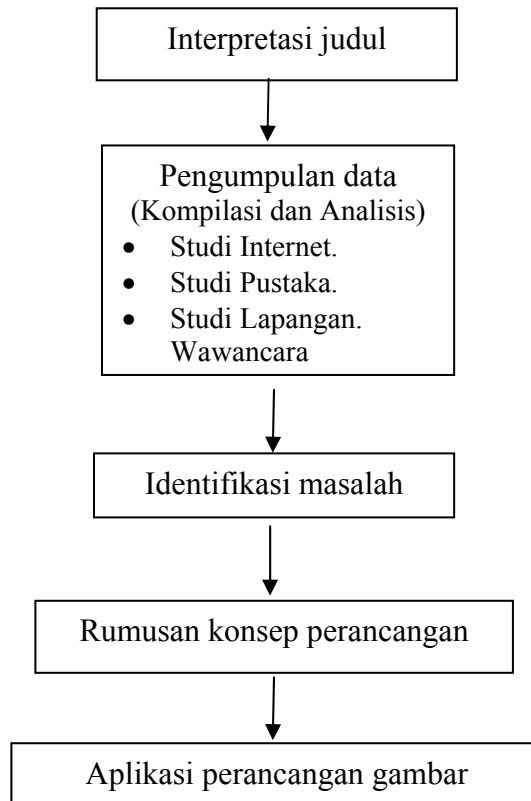 Interpretasi judul
Pengumpulan data
(Kompilasi dan Analisis)
• Studi Internet.
• Studi Pustaka.
• Studi Lapangan.
Wawancara
Identifikasi masalah
Rumusan konsep perancangan
Aplikasi perancangan gambar